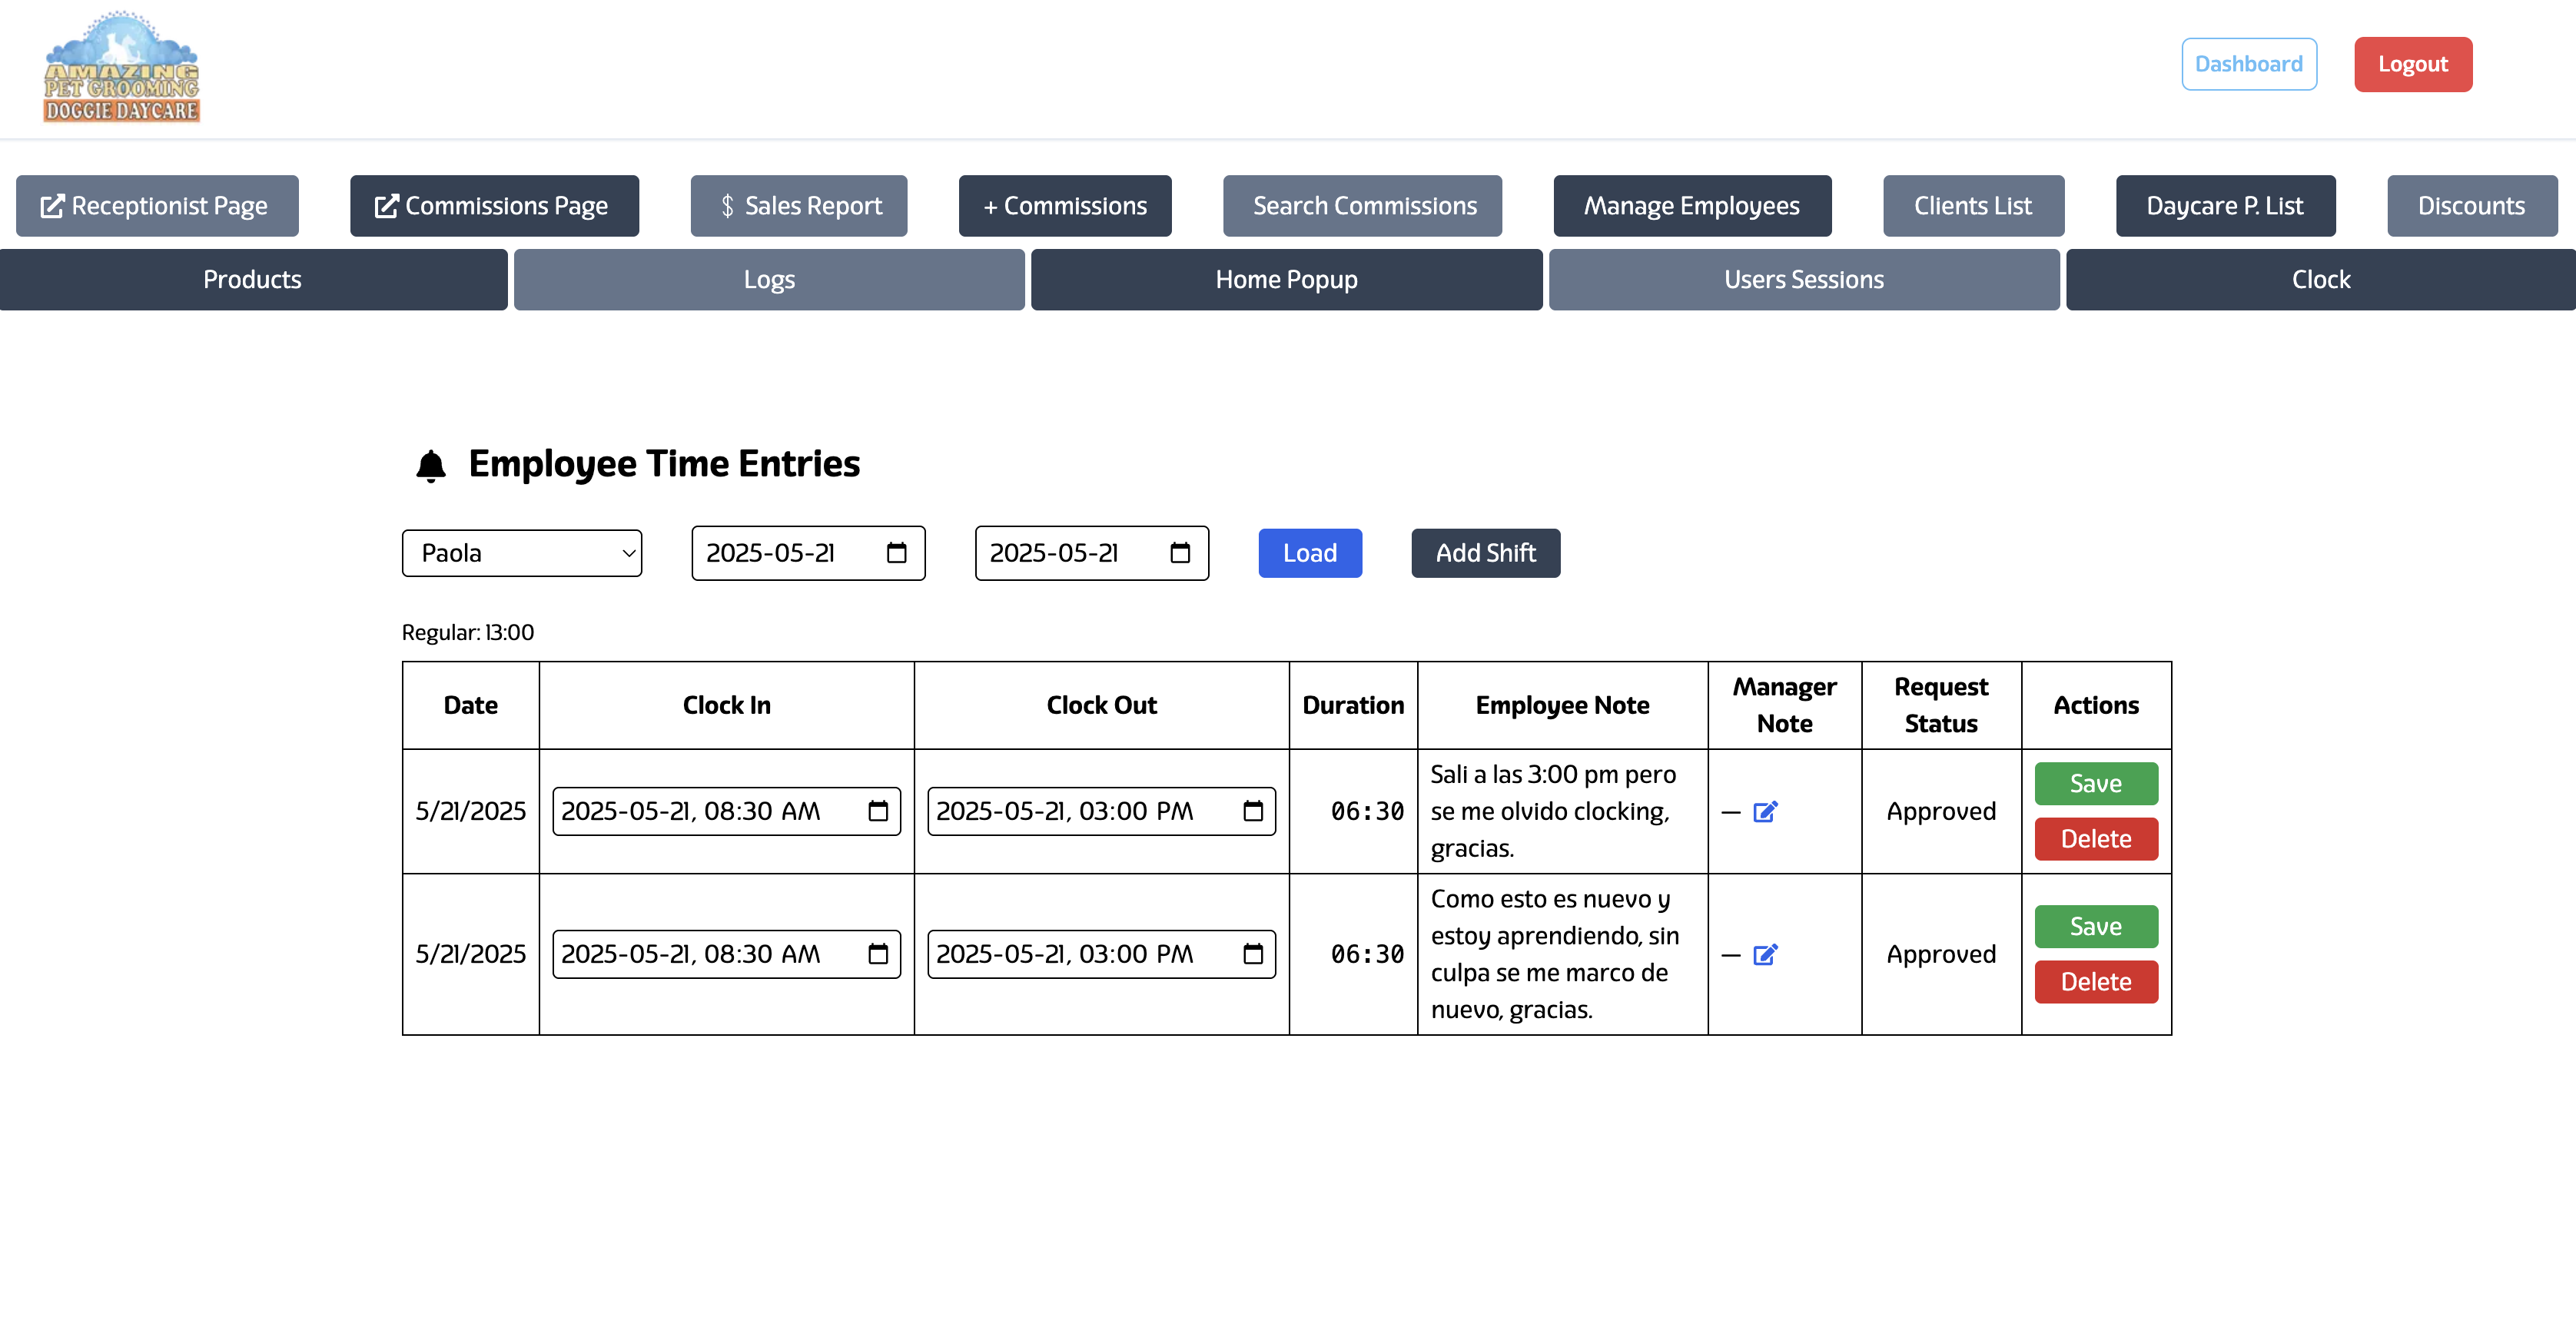 AMAZING
PET GROOMING
DOGGIE DAYCARE
Dashboard
Logout
Receptionist Page
Commissions Page
$ Sales Report
+ Commissions
Search Commissions
Manage Employees
Clients List
Daycare P. List
Discounts
Products
Logs
Home Popup
Users Sessions
Clock
Employee Time Entries
Paola
2025-05-21
2025-05-21
Load
Add Shift
Regular: 13:00
Date
Clock In
Clock Out
Duration
Employee Note
Manager
Note
Request
Status
Actions
5/21/2025
2025-05-21, 08:30 AM
2025-05-21, 03:00 PM
06:30
Sali a las 3:00 pm pero
se me olvido clocking,
gracias.
—
Approved
Save
Delete
5/21/2025
2025-05-21, 08:30 AM
2025-05-21, 03:00 PM
06:30
Como esto es nuevo y
estoy aprendiendo, sin
culpa se me marco de
nuevo, gracias.
—
Approved
Save
Delete